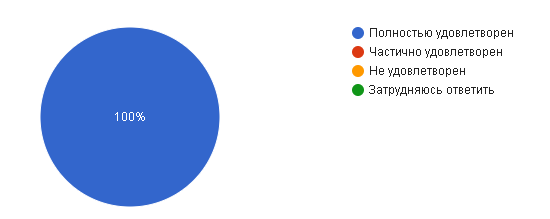 100%
Полностью удовлетворен
Частично удовлетворен
Не удовлетворен
Затрудняюсь ответить